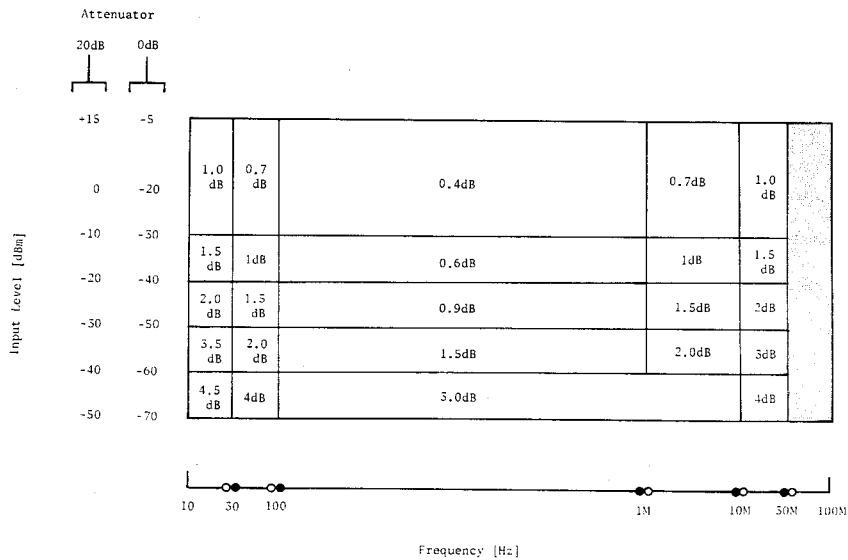 Attenuator
20dB 0dB
+15 -5
1.0 dB 0.7 dB 0.4dB 0.7dB 1.0 dB
0 -20
-10 -30
1.5 dB 1dB 0.6dB 1dB 1.5 dB
-20 -40
2.0 dB 1.5 dB 0.9dB 1.5dB 2dB
-30 -50
3.5 dB 2.0 dB 1.5dB 2.0dB 3dB
-40 -60
4.5 dB 4dB 3.0dB 4dB
-50 -70
Input Level [dBm]
10 30 100 1M 10M 30M 100M
Frequency [Hz]